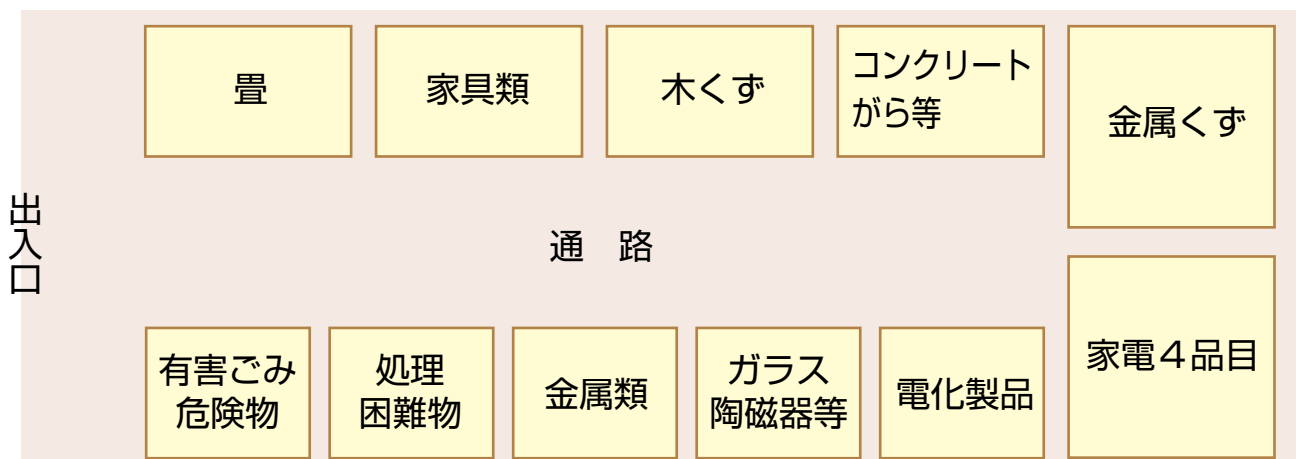 畳
家具類
木くず
コンクリート
がら等
金属くず
出入口
通　路
家電４品目
有害ごみ
危険物
処理
困難物
金属類
ガラス
陶磁器等
電化製品